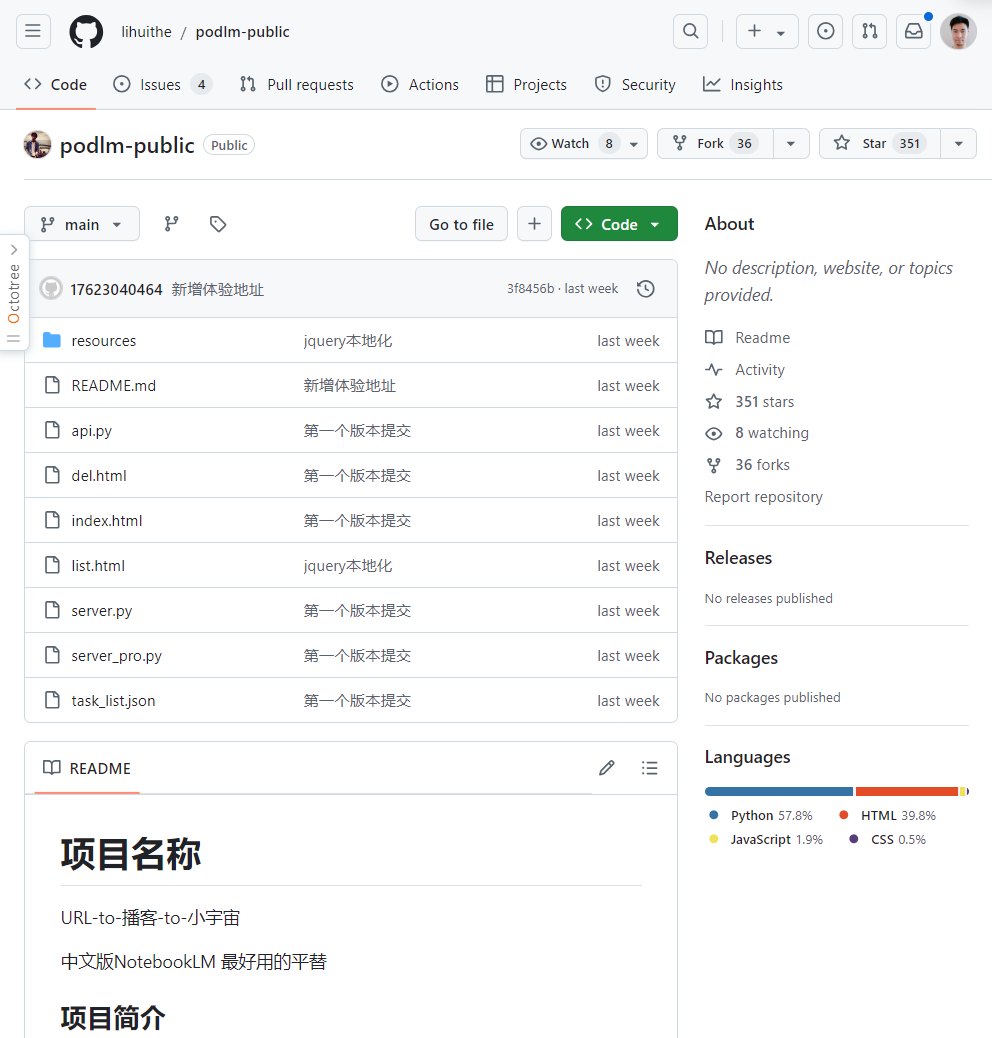 lihuithe / podlm-public
Code Issues 4 Pull requests Actions Projects Security Insights
podlm-public Public Watch 8 Fork 36 Star 351
main Go to file Code
Octotree
17623040464 新增体验地址 3f8456b · last week
resources jquery本地化 last week
README.md 新增体验地址 last week
api.py 第一个版本提交 last week
del.html 第一个版本提交 last week
index.html 第一个版本提交 last week
list.html jquery本地化 last week
server.py 第一个版本提交 last week
server_pro.py 第一个版本提交 last week
task_list.json 第一个版本提交 last week
README
项目名称
URL-to-播客-to-小宇宙
中文版NotebookLM 最好用的平替
项目简介
About
No description, website, or topics
provided.
Readme
Activity
351 stars
8 watching
36 forks
Report repository
Releases
No releases published
Packages
No packages published
Languages
Python 57.8% HTML 39.8%
JavaScript 1.9% CSS 0.5%